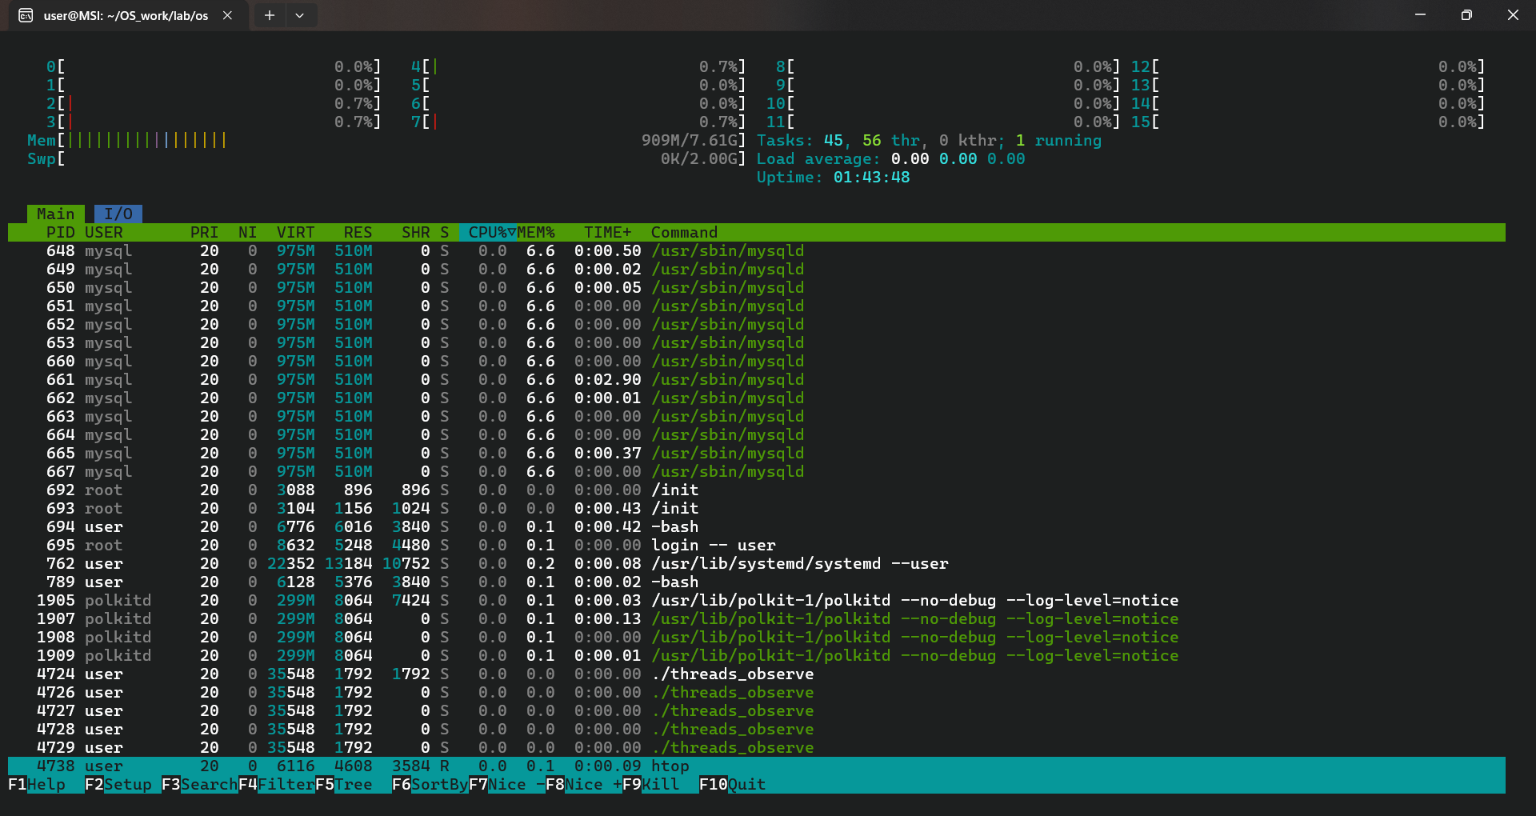 user@MSI: ~/OS_work/lab/os
0[ 0.0%] 4[| 0.7%] 8[ 0.0%] 12[ 0.0%]
1[ 0.0%] 5[ 0.0%] 9[ 0.0%] 13[ 0.0%]
2[| 0.7%] 6[ 0.0%] 10[ 0.0%] 14[ 0.0%]
3[| 0.7%] 7[| 0.7%] 11[ 0.0%] 15[ 0.0%]
Mem[||||||||||||||||| 909M/7.61G] Tasks: 45, 56 thr, 0 kthr; 1 running
Swp[ 0K/2.00G] Load average: 0.00 0.00 0.00
Uptime: 01:43:48
Main I/O
PID USER PRI NI VIRT RES SHR S CPU%▽MEM% TIME+ Command
648 mysql 20 0 975M 510M 0 S 0.0 6.6 0:00.50 /usr/sbin/mysqld
649 mysql 20 0 975M 510M 0 S 0.0 6.6 0:00.02 /usr/sbin/mysqld
650 mysql 20 0 975M 510M 0 S 0.0 6.6 0:00.05 /usr/sbin/mysqld
651 mysql 20 0 975M 510M 0 S 0.0 6.6 0:00.00 /usr/sbin/mysqld
652 mysql 20 0 975M 510M 0 S 0.0 6.6 0:00.00 /usr/sbin/mysqld
653 mysql 20 0 975M 510M 0 S 0.0 6.6 0:00.00 /usr/sbin/mysqld
660 mysql 20 0 975M 510M 0 S 0.0 6.6 0:00.00 /usr/sbin/mysqld
661 mysql 20 0 975M 510M 0 S 0.0 6.6 0:02.90 /usr/sbin/mysqld
662 mysql 20 0 975M 510M 0 S 0.0 6.6 0:00.01 /usr/sbin/mysqld
663 mysql 20 0 975M 510M 0 S 0.0 6.6 0:00.00 /usr/sbin/mysqld
664 mysql 20 0 975M 510M 0 S 0.0 6.6 0:00.00 /usr/sbin/mysqld
665 mysql 20 0 975M 510M 0 S 0.0 6.6 0:00.37 /usr/sbin/mysqld
667 mysql 20 0 975M 510M 0 S 0.0 6.6 0:00.00 /usr/sbin/mysqld
692 root 20 0 3088 896 896 S 0.0 0.0 0:00.00 /init
693 root 20 0 3104 1156 1024 S 0.0 0.0 0:00.43 /init
694 user 20 0 6776 6016 3840 S 0.0 0.1 0:00.42 -bash
695 root 20 0 8632 5248 4480 S 0.0 0.1 0:00.00 login -- user
762 user 20 0 22352 13184 10752 S 0.0 0.2 0:00.08 /usr/lib/systemd/systemd --user
789 user 20 0 6128 5376 3840 S 0.0 0.1 0:00.02 -bash
1905 polkitd 20 0 299M 8064 7424 S 0.0 0.1 0:00.03 /usr/lib/polkit-1/polkitd --no-debug --log-level=notice
1907 polkitd 20 0 299M 8064 0 S 0.0 0.1 0:00.13 /usr/lib/polkit-1/polkitd --no-debug --log-level=notice
1908 polkitd 20 0 299M 8064 0 S 0.0 0.1 0:00.00 /usr/lib/polkit-1/polkitd --no-debug --log-level=notice
1909 polkitd 20 0 299M 8064 0 S 0.0 0.1 0:00.01 /usr/lib/polkit-1/polkitd --no-debug --log-level=notice
4724 user 20 0 35548 1792 1792 S 0.0 0.0 0:00.00 ./threads_observe
4726 user 20 0 35548 1792 0 S 0.0 0.0 0:00.00 ./threads_observe
4727 user 20 0 35548 1792 0 S 0.0 0.0 0:00.00 ./threads_observe
4728 user 20 0 35548 1792 0 S 0.0 0.0 0:00.00 ./threads_observe
4729 user 20 0 35548 1792 0 S 0.0 0.0 0:00.00 ./threads_observe
4738 user 20 0 6116 4608 3584 R 0.0 0.1 0:00.09 htop
F1Help F2Setup F3SearchF4FilterF5Tree F6SortByF7Nice -F8Nice +F9Kill F10Quit